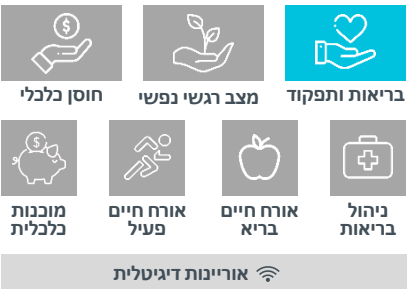 בריאות ותפקוד
מצב רגשי נפשי
חוסן כלכלי
ניהול
בריאות
אורח חיים
בריא
אורח חיים
פעיל
מוכנות
כלכלית
אוריינות דיגיטלית